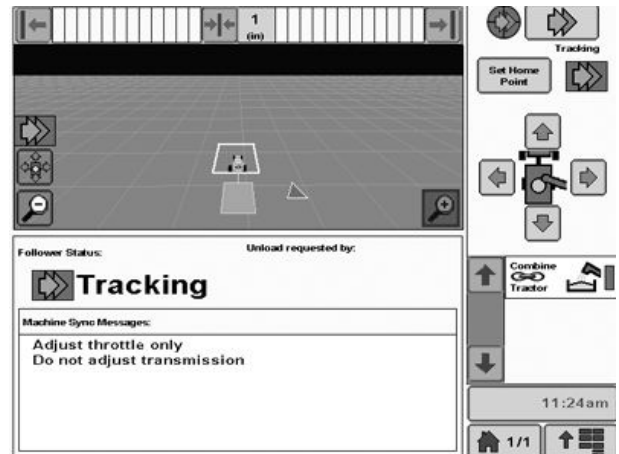 1
(in)
Tracking
Set Home
Point
Follower Status:
Unload requested by:
Tracking
Machine Sync Messages:
Adjust throttle only
Do not adjust transmission
Combine
Tractor
11:24am
1/1